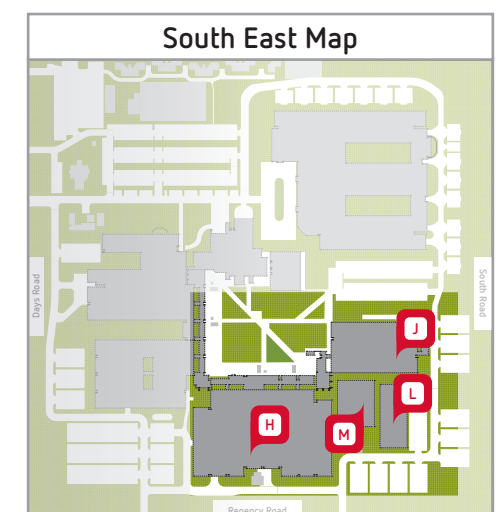 South East Map
Days Road
South Road
J
L
H
M
Regency Road